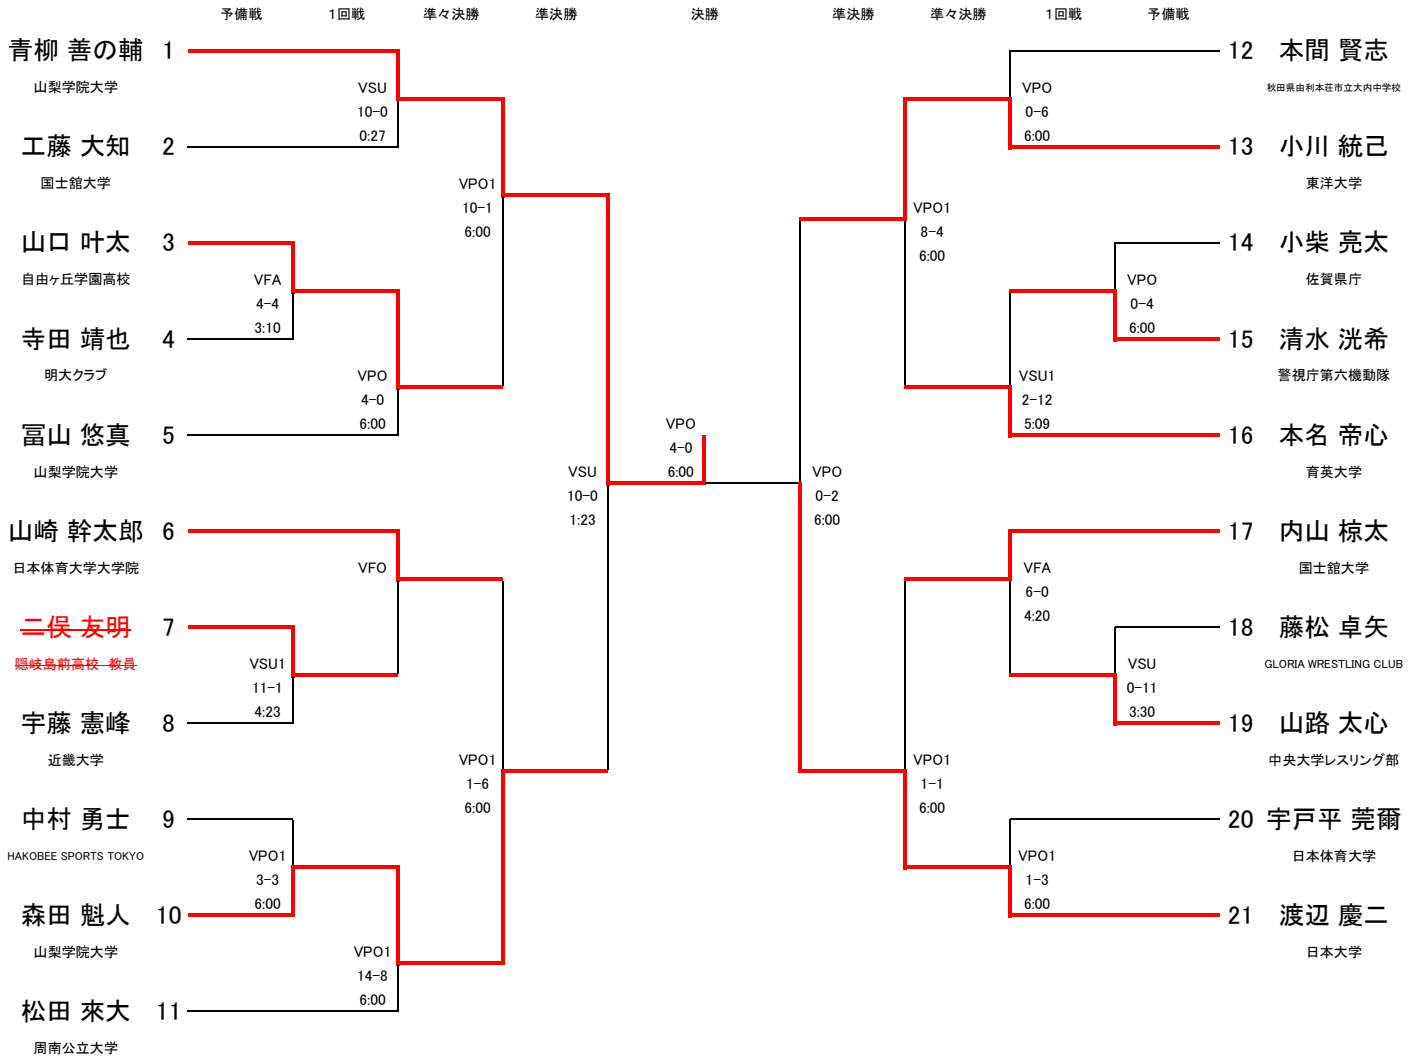 予備戦 1回戦 準々決勝 準決勝 決勝 準決勝 準々決勝 1回戦 予備戦
青柳 善の輔 1
山梨学院大学
VSU
10-0
0:27
工藤 大知 2
国士舘大学
VPO1
10-1
6:00
山口 叶太 3
自由ヶ丘学園高校
VFA
4-4
3:10
寺田 靖也 4
明大クラブ
VPO
4-0
6:00
冨山 悠真 5
山梨学院大学
VSU
10-0
1:23
山崎 幹太郎 6
日本体育大学大学院
VFO
二俣 友明 7
隠岐島前高校 教員
VSU1
11-1
4:23
宇藤 憲峰 8
近畿大学
VPO1
1-6
6:00
中村 勇士 9
HAKOBEE SPORTS TOKYO
VPO1
3-3
6:00
森田 魁人 10
山梨学院大学
VPO1
14-8
6:00
松田 來大 11
周南公立大学
VPO
4-0
6:00
12 本間 賢志
秋田県由利本荘市立大内中学校
VPO
0-6
6:00
13 小川 統己
東洋大学
VPO1
8-4
6:00
14 小柴 亮太
佐賀県庁
VPO
0-4
6:00
15 清水 洸希
警視庁第六機動隊
VSU1
2-12
5:09
16 本名 帝心
育英大学
VPO
0-2
6:00
17 内山 椋太
国士舘大学
VFA
6-0
4:20
18 藤松 卓矢
GLORIA WRESTLING CLUB
VSU
0-11
3:30
19 山路 太心
中央大学レスリング部
VPO1
1-1
6:00
20 宇戸平 莞爾
日本体育大学
VPO1
1-3
6:00
21 渡辺 慶二
日本大学